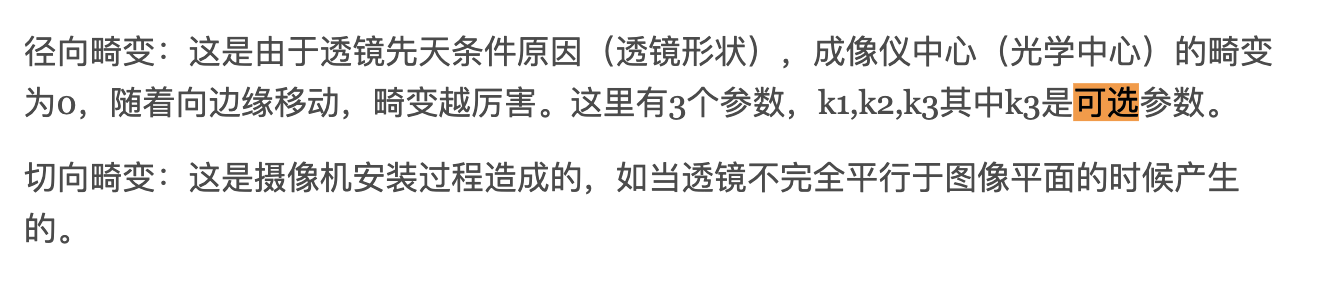 径向畸变：这是由于透镜先天条件原因（透镜形状），成像仪中心（光学中心）的畸变
为0，随着向边缘移动，畸变越厉害。这里有3个参数，k1,k2,k3其中k3是可选参数。
切向畸变：这是摄像机安装过程造成的，如当透镜不完全平行于图像平面的时候产生
的。